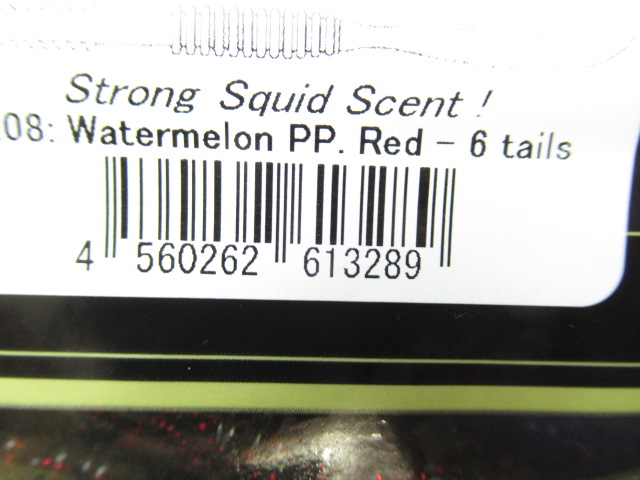 Strong Squid Scent !
08: Watermelon PP. Red - 6 tails
4 560262 613289